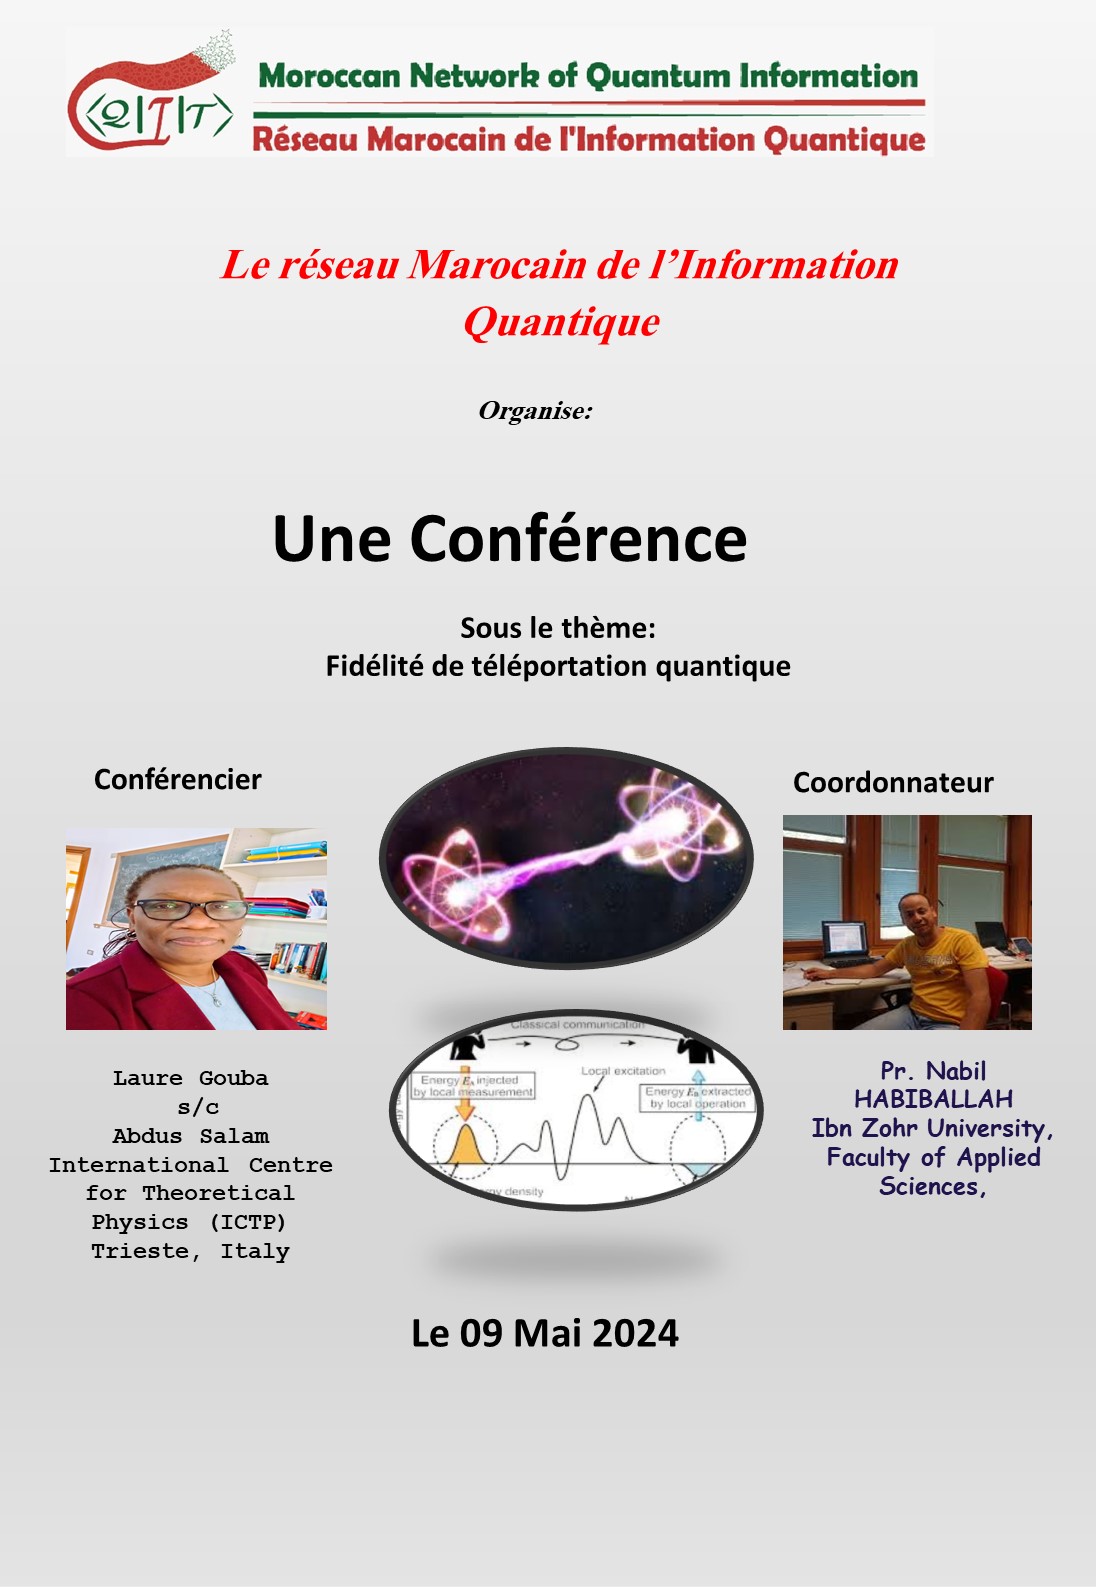 Moroccan Network of Quantum Information
⟨Q|I|T⟩
Réseau Marocain de l'Information Quantique
Le réseau Marocain de l’Information
Quantique
Organise:
Une Conférence
Sous le thème:
Fidélité de téléportation quantique
Conférencier
Coordonnateur
Classical communication
Energy EA injected
by local measurement
Local excitation
Energy EB extracted
by local operation
density
Laure Gouba
s/c
Abdus Salam
International Centre
for Theoretical
Physics (ICTP)
Trieste, Italy
Pr. Nabil
HABIBALLAH
Ibn Zohr University,
Faculty of Applied
Sciences,
Le 09 Mai 2024